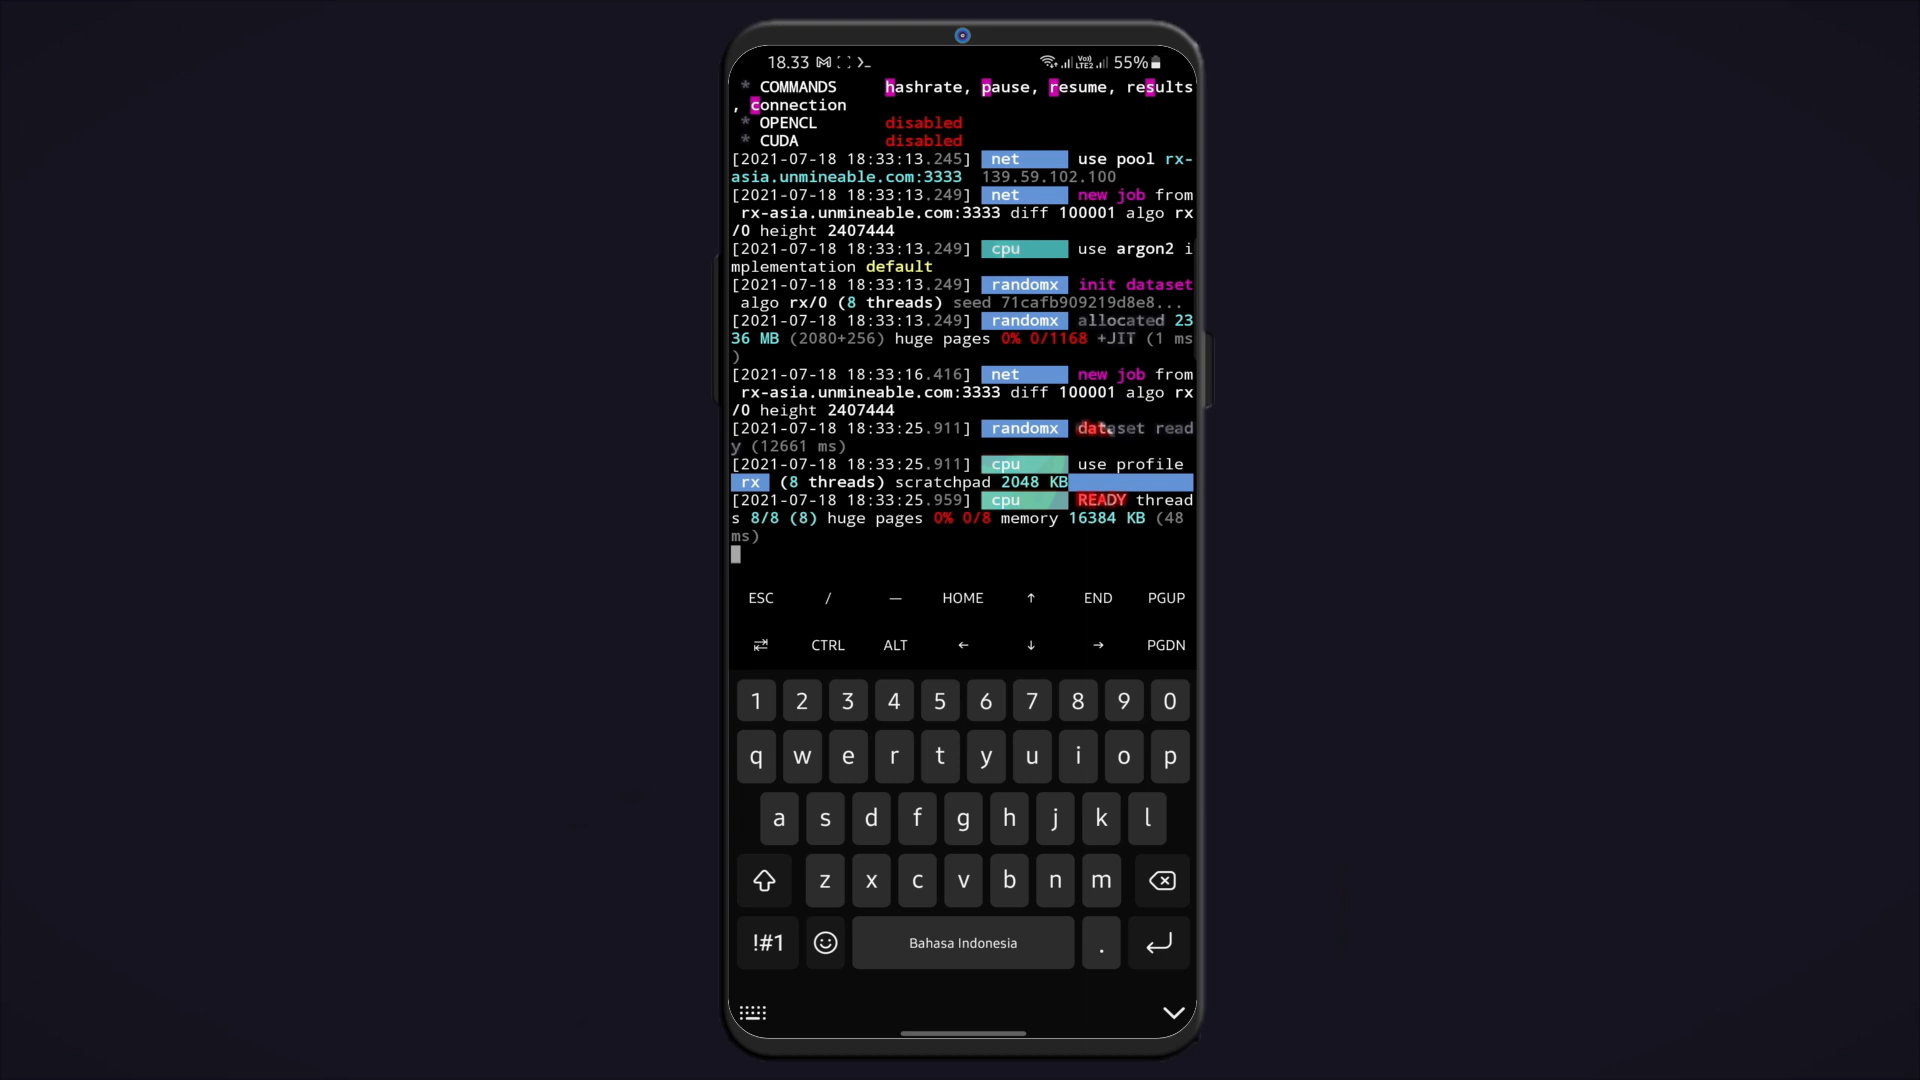 18.33 55%
* COMMANDS hashrate, pause, resume, results
, connection
* OPENCL disabled
* CUDA disabled
[2021-07-18 18:33:13.245] net use pool rx-
asia.unmineable.com:3333 139.59.102.100
[2021-07-18 18:33:13.249] net new job from
rx-asia.unmineable.com:3333 diff 100001 algo rx
/0 height 2407444
[2021-07-18 18:33:13.249] cpu use argon2 i
mplementation default
[2021-07-18 18:33:13.249] randomx init dataset
algo rx/0 (8 threads) seed 71cafb909219d8e8...
[2021-07-18 18:33:13.249] randomx allocated 23
36 MB (2080+256) huge pages 0% 0/1168 +JIT (1 ms
)
[2021-07-18 18:33:16.416] net new job from
rx-asia.unmineable.com:3333 diff 100001 algo rx
/0 height 2407444
[2021-07-18 18:33:25.911] randomx dataset read
y (12661 ms)
[2021-07-18 18:33:25.911] cpu use profile
rx (8 threads) scratchpad 2048 KB
[2021-07-18 18:33:25.959] cpu READY thread
s 8/8 (8) huge pages 0% 0/8 memory 16384 KB (48
ms)
ESC / — HOME ↑ END PGUP
⇄ CTRL ALT ← ↓ → PGDN
1 2 3 4 5 6 7 8 9 0
q w e r t y u i o p
a s d f g h j k l
z x c v b n m
!#1 Bahasa Indonesia .